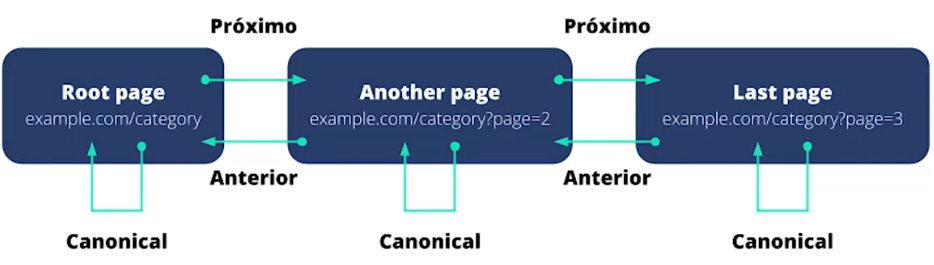 Próximo
Próximo
Root page
example.com/category
Another page
example.com/category?page=2
Last page
example.com/category?page=3
Anterior
Anterior
Canonical
Canonical
Canonical